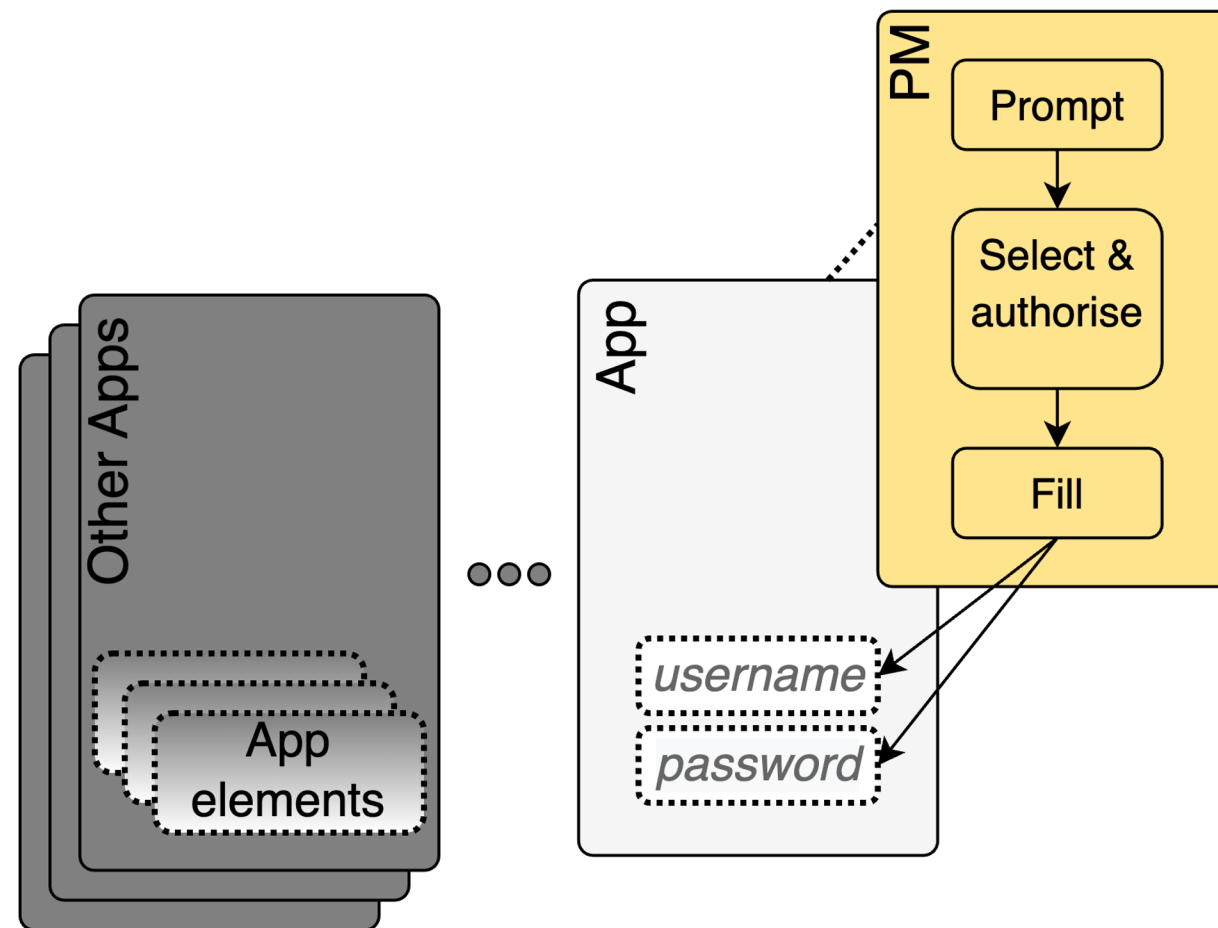 PM
Prompt
Select &
authorise
Fill
App
username
password
Other Apps
App
elements